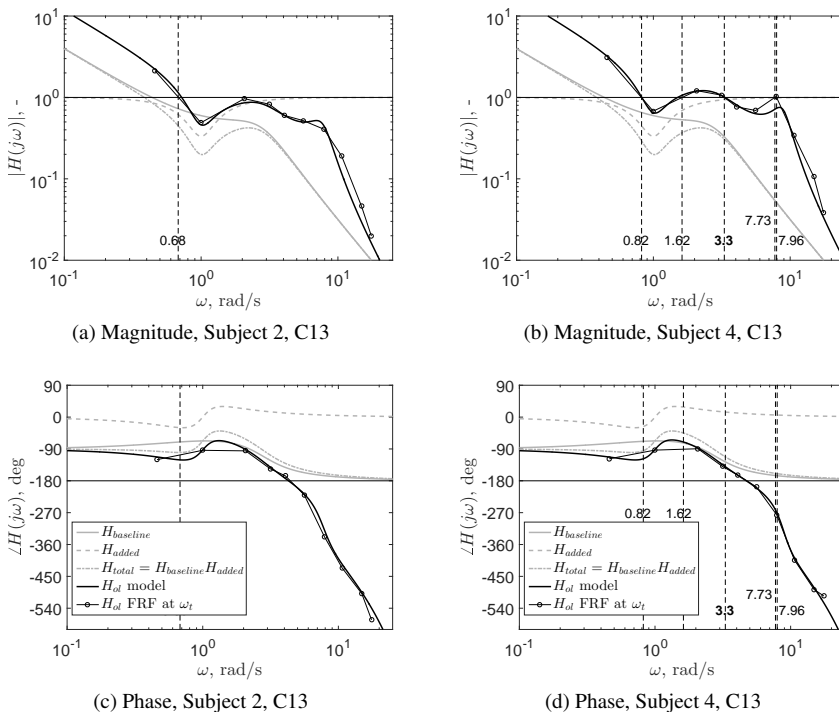 10^1
10^0
10^-1
10^-2
|H(jω)|, -
0.68
10^-1 10^0 10^1
ω, rad/s
(a) Magnitude, Subject 2, C13
10^1
10^0
10^-1
10^-2
|H(jω)|, -
7.73
0.82 1.62 3.3 7.96
10^-1 10^0 10^1
ω, rad/s
(b) Magnitude, Subject 4, C13
90
0
-90
-180
-270
-360
-450
-540
∠H(jω), deg
H_baseline
H_added
H_total = H_baseline H_added
H_ol model
H_ol FRF at ω_t
10^-1 10^0 10^1
ω, rad/s
(c) Phase, Subject 2, C13
90
0
-90
-180
-270
-360
-450
-540
∠H(jω), deg
0.82 1.62
H_baseline
H_added
H_total = H_baseline H_added
H_ol model
H_ol FRF at ω_t
7.73
3.3 7.96
10^-1 10^0 10^1
ω, rad/s
(d) Phase, Subject 4, C13